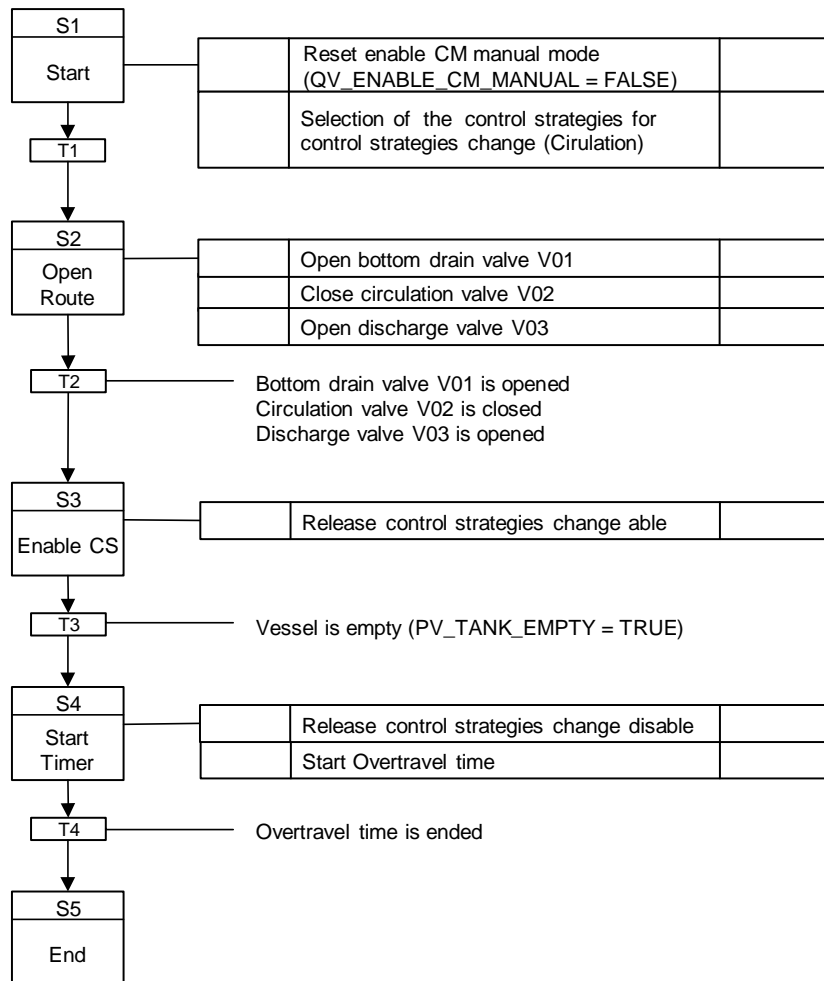 S1
Start
Reset enable CM manual mode
(QV_ENABLE_CM_MANUAL = FALSE)
Selection of the control strategies for
control strategies change (Cirulation)
T1
S2
Open
Route
Open bottom drain valve V01
Close circulation valve V02
Open discharge valve V03
T2
Bottom drain valve V01 is opened
Circulation valve V02 is closed
Discharge valve V03 is opened
S3
Enable CS
Release control strategies change able
T3
Vessel is empty (PV_TANK_EMPTY = TRUE)
S4
Start
Timer
Release control strategies change disable
Start Overtravel time
T4
Overtravel time is ended
S5
End